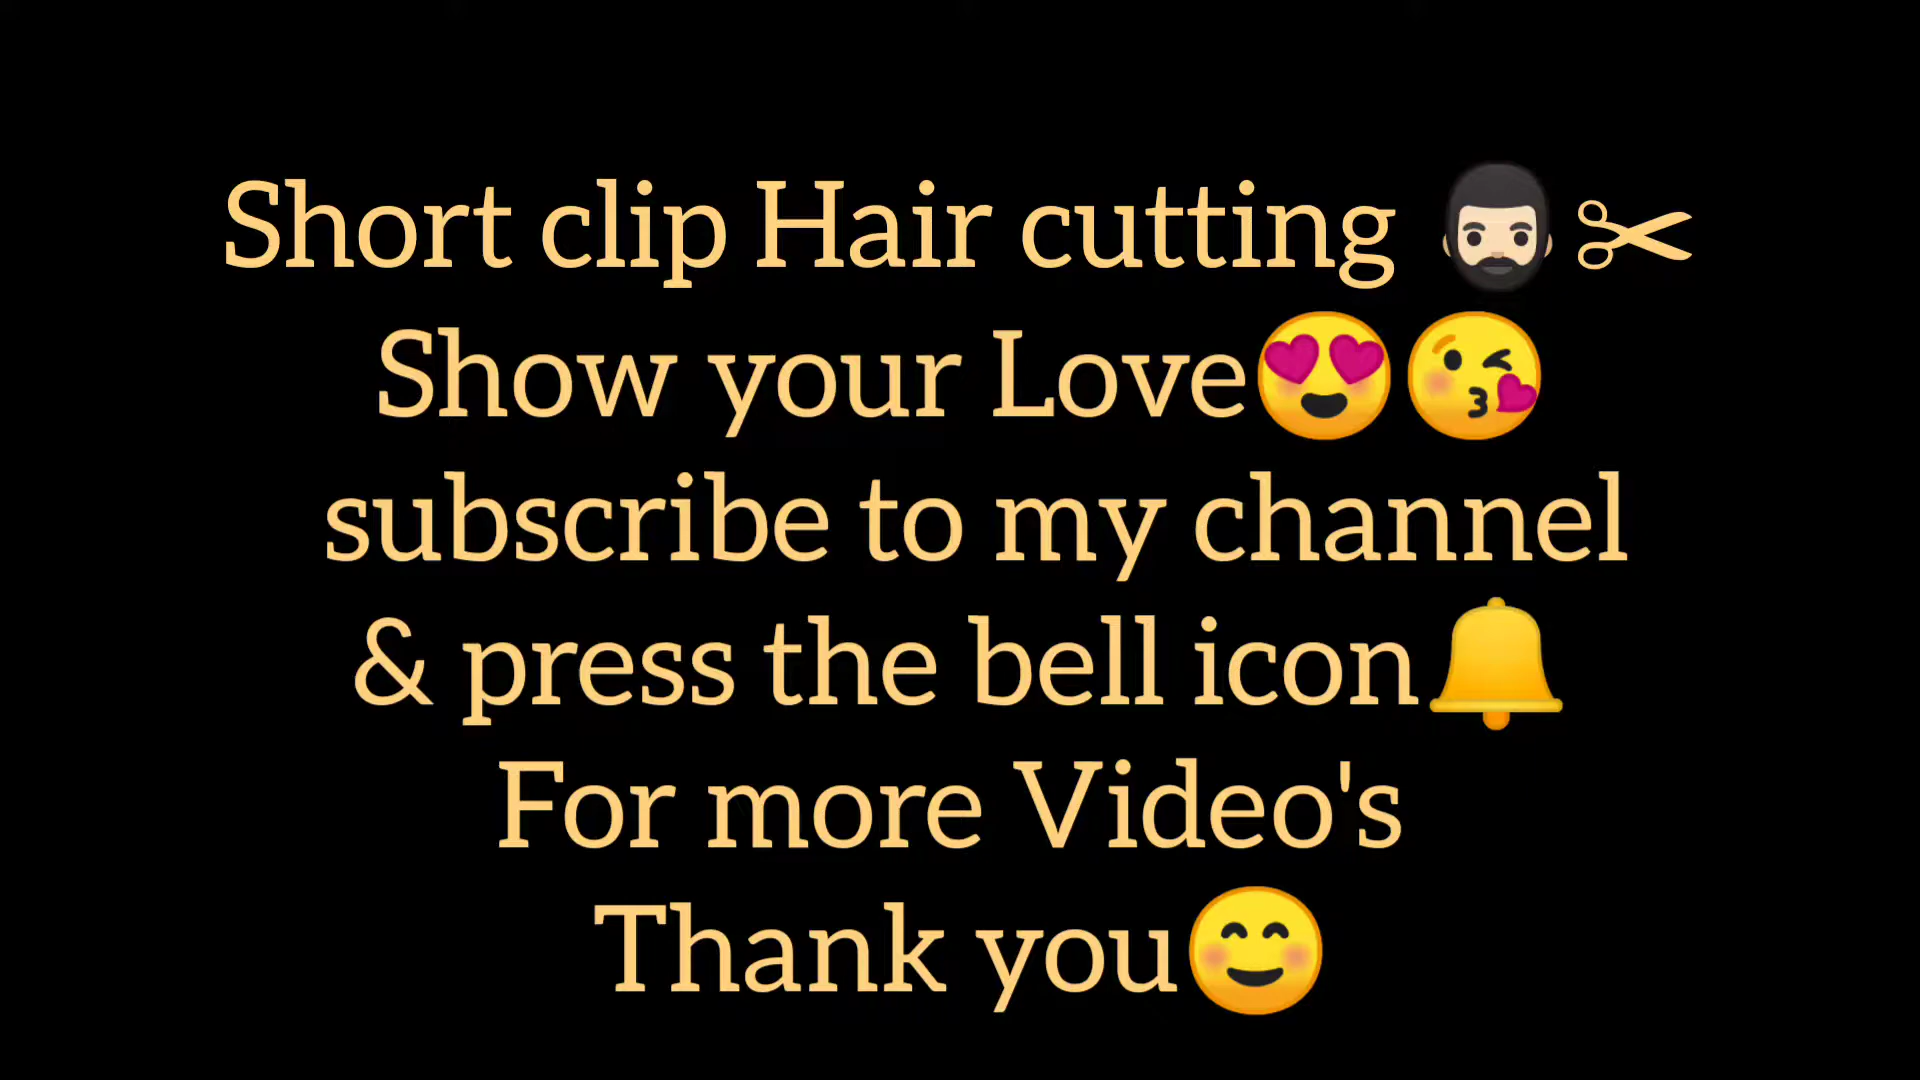 Short clip Hair cutting 🧔🏻✂
Show your Love😍😘
subscribe to my channel
& press the bell icon🔔
For more Video's
Thank you😊